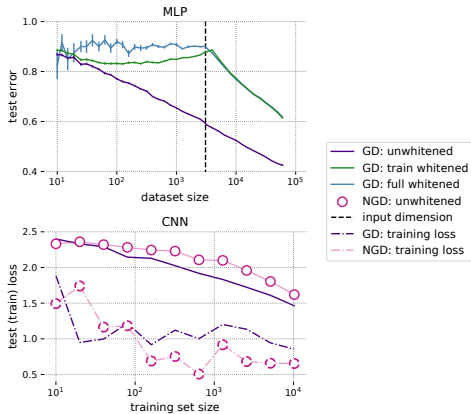 MLP
1.0
0.8
0.6
0.4
test error
10¹ 10² 10³ 10⁴ 10⁵
dataset size
GD: unwhitened
GD: train whitened
GD: full whitened
NGD: unwhitened
input dimension
GD: training loss
NGD: training loss
CNN
2.5
2.0
1.5
1.0
0.5
test (train) loss
10¹ 10² 10³ 10⁴
training set size